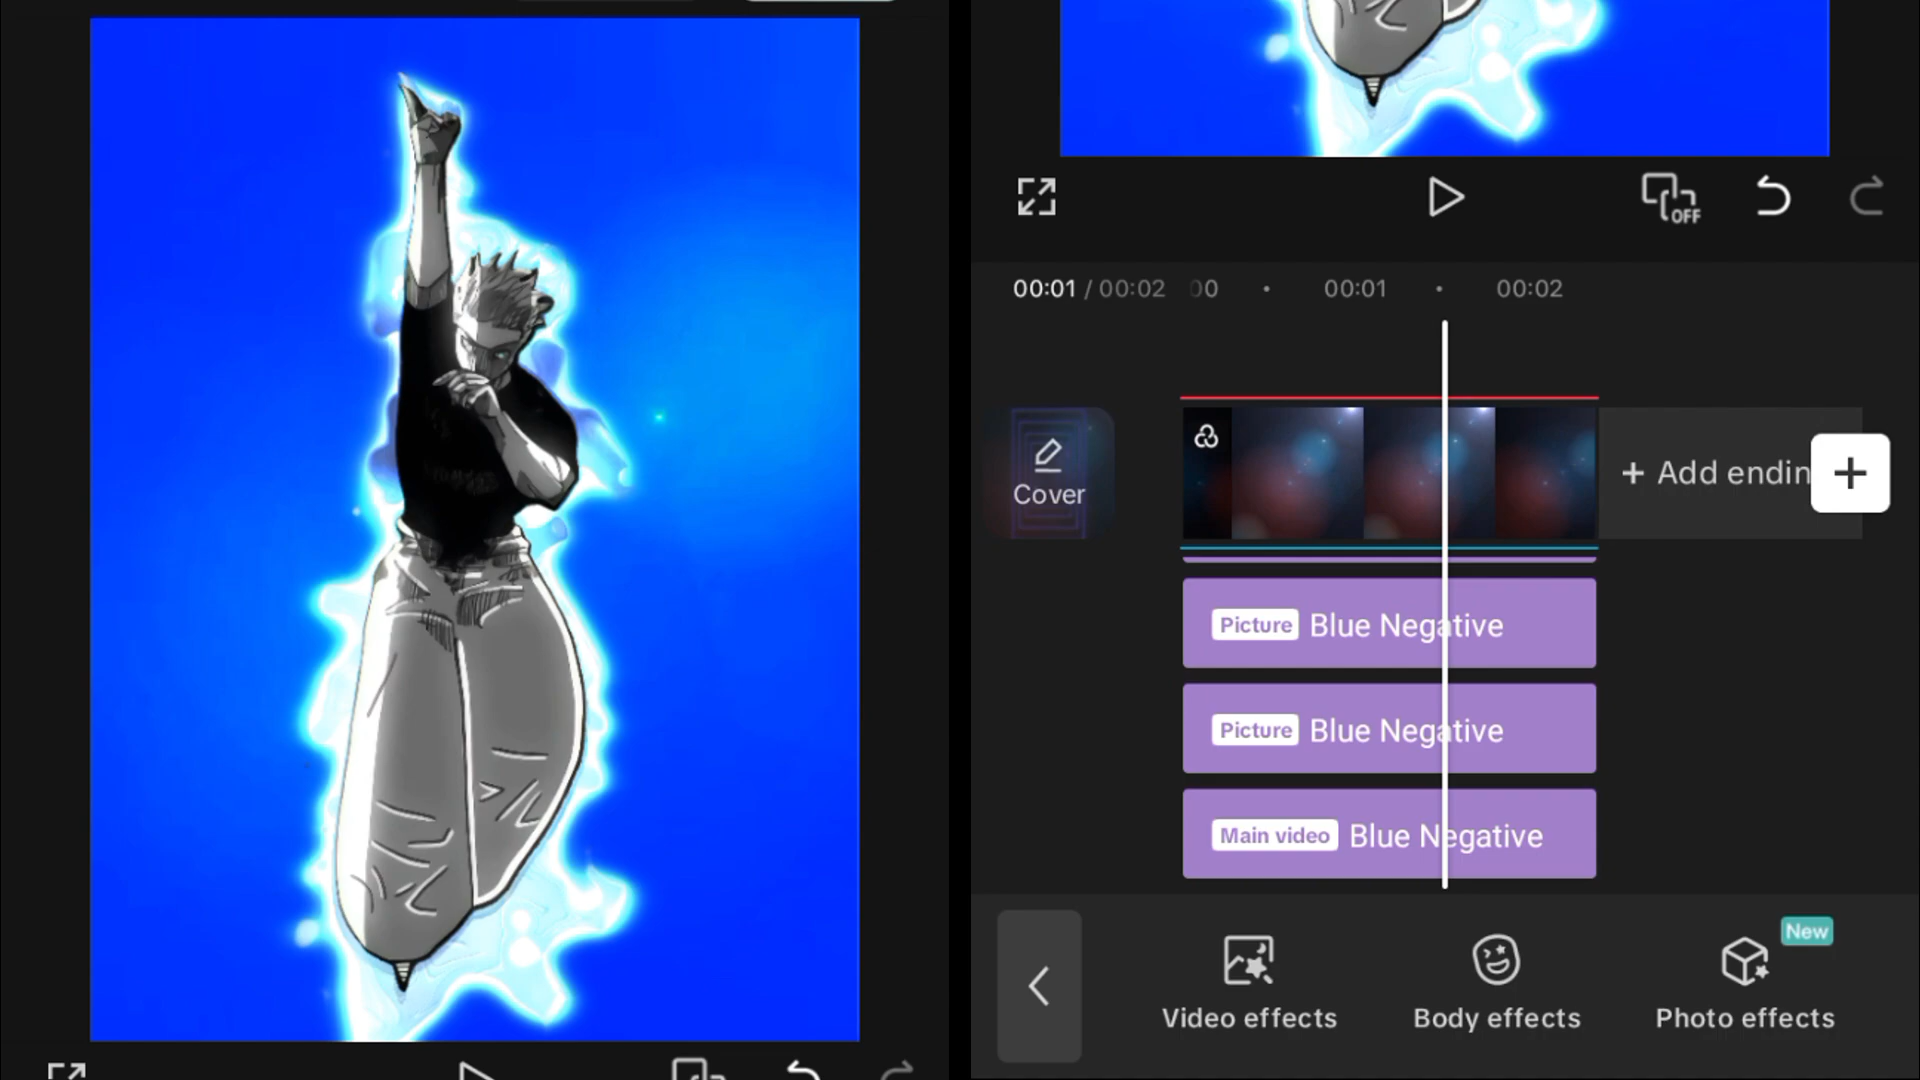 OFF
00:01 / 00:02 00 00:01 00:02
Cover
+ Add endin
Picture Blue Negative
Picture Blue Negative
Main video Blue Negative
New
Video effects
Body effects
Photo effects